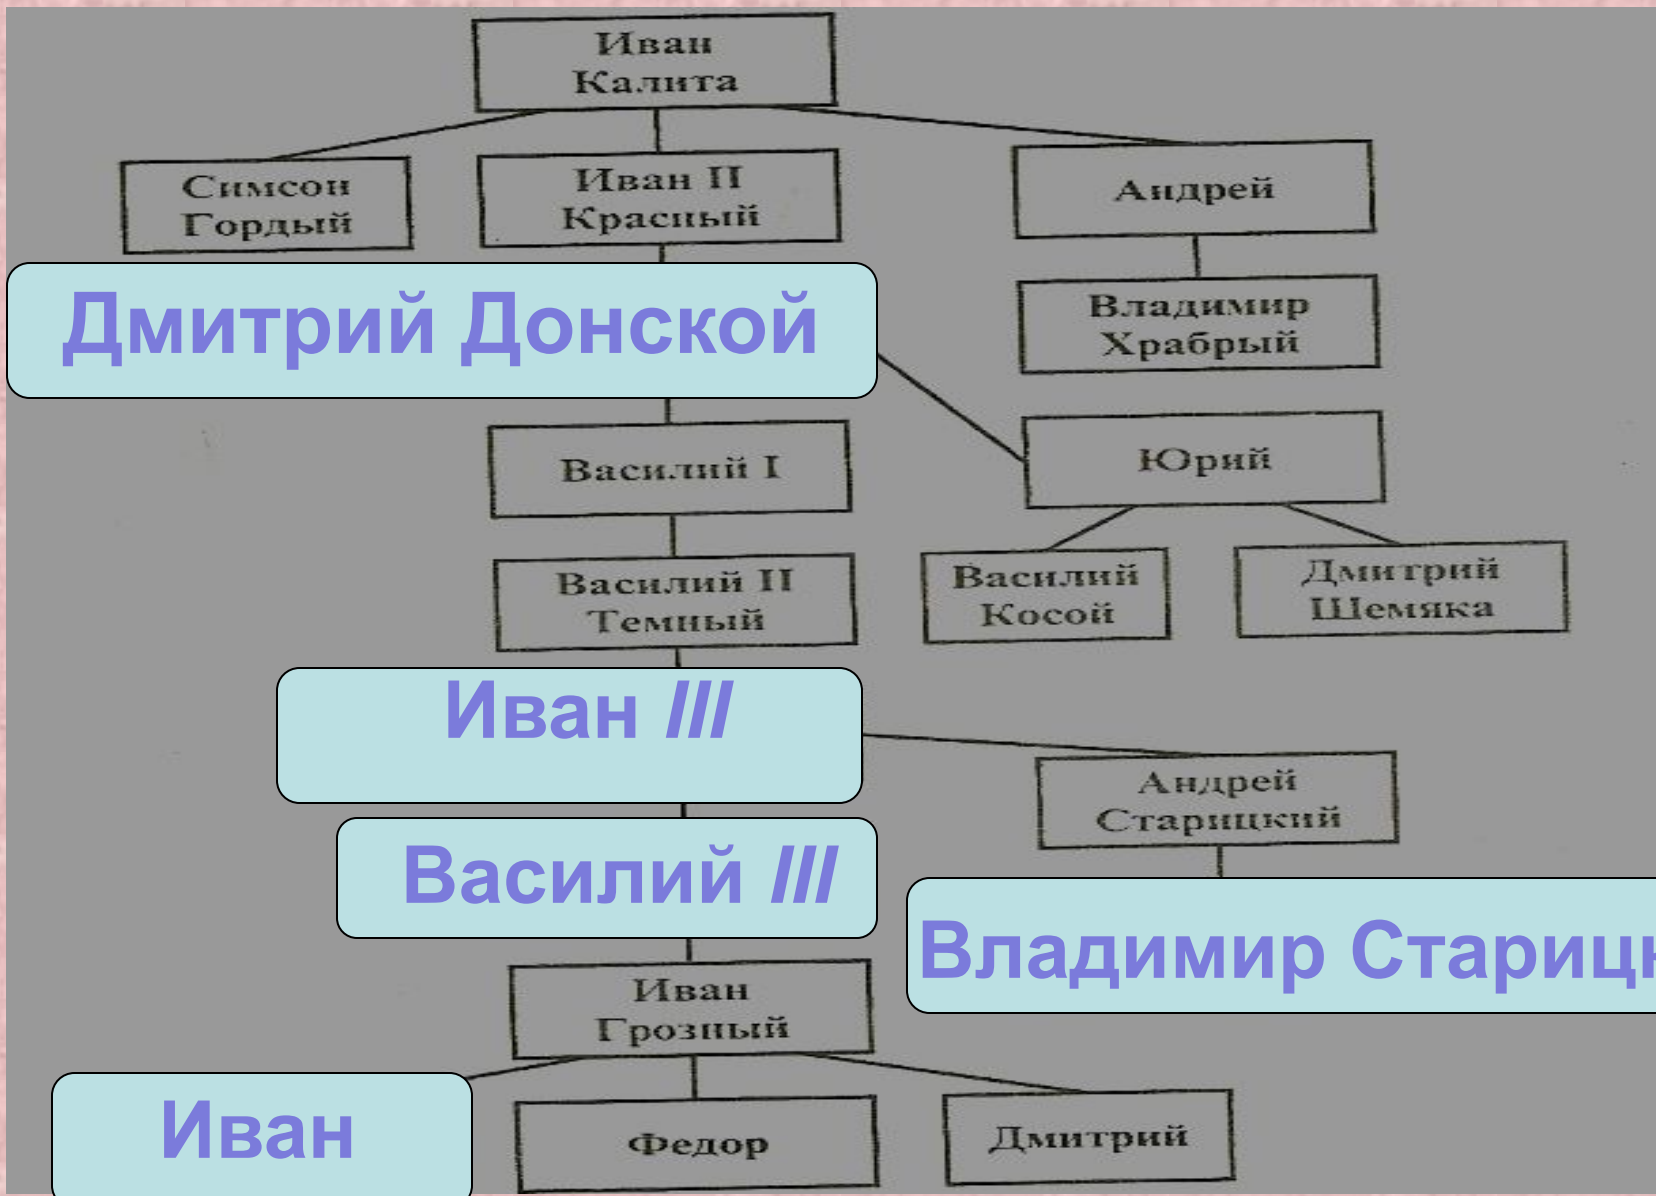 Иван
Калита
Симсон
Гордый
Иван II
Красный
Андрей
Дмитрий Донской
Владимир
Храбрый
Василий I
Юрий
Василий II
Темный
Василий
Косой
Дмитрий
Шемяка
Иван III
Андрей
Старицкий
Василий III
Владимир Стариц
Иван
Грозный
Иван
Федор
Дмитрий